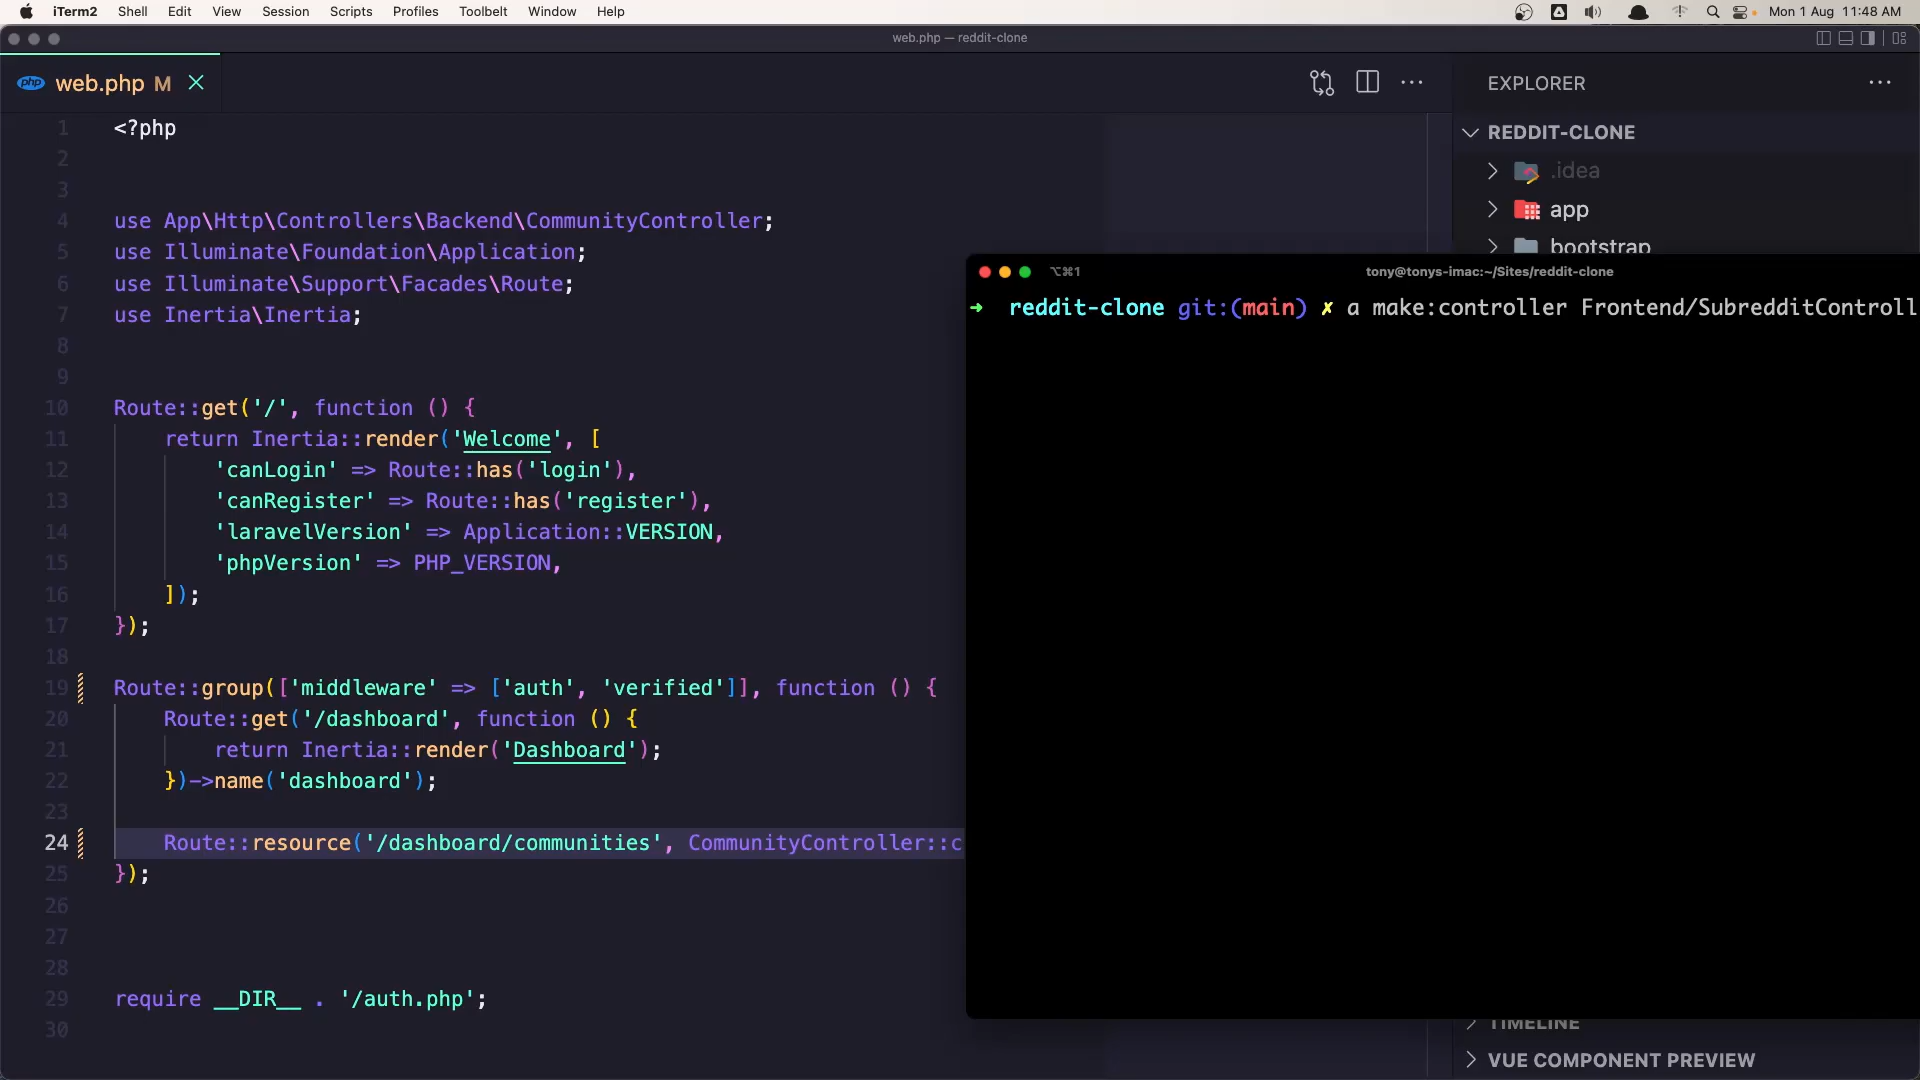 iTerm2 Shell Edit View Session Scripts Profiles Toolbelt Window Help Mon 1 Aug 11:48 AM
web.php — reddit-clone
php web.php M
EXPLORER
REDDIT-CLONE
.idea
app
bootstrap
1 <?php
2
3
4 use App\Http\Controllers\Backend\CommunityController;
5 use Illuminate\Foundation\Application;
6 use Illuminate\Support\Facades\Route;
7 use Inertia\Inertia;
8
9
10 Route::get('/', function () {
11 return Inertia::render('Welcome', [
12 'canLogin' => Route::has('login'),
13 'canRegister' => Route::has('register'),
14 'laravelVersion' => Application::VERSION,
15 'phpVersion' => PHP_VERSION,
16 ]);
17 });
18
19 Route::group(['middleware' => ['auth', 'verified']], function () {
20 Route::get('/dashboard', function () {
21 return Inertia::render('Dashboard');
22 })->name('dashboard');
23
24 Route::resource('/dashboard/communities', CommunityController::c
25 });
26
27
28
29 require __DIR__ . '/auth.php';
30
⌥⌘1 tony@tonys-imac:~/Sites/reddit-clone
➜ reddit-clone git:(main) ✗ a make:controller Frontend/SubredditControll
TIMELINE
VUE COMPONENT PREVIEW